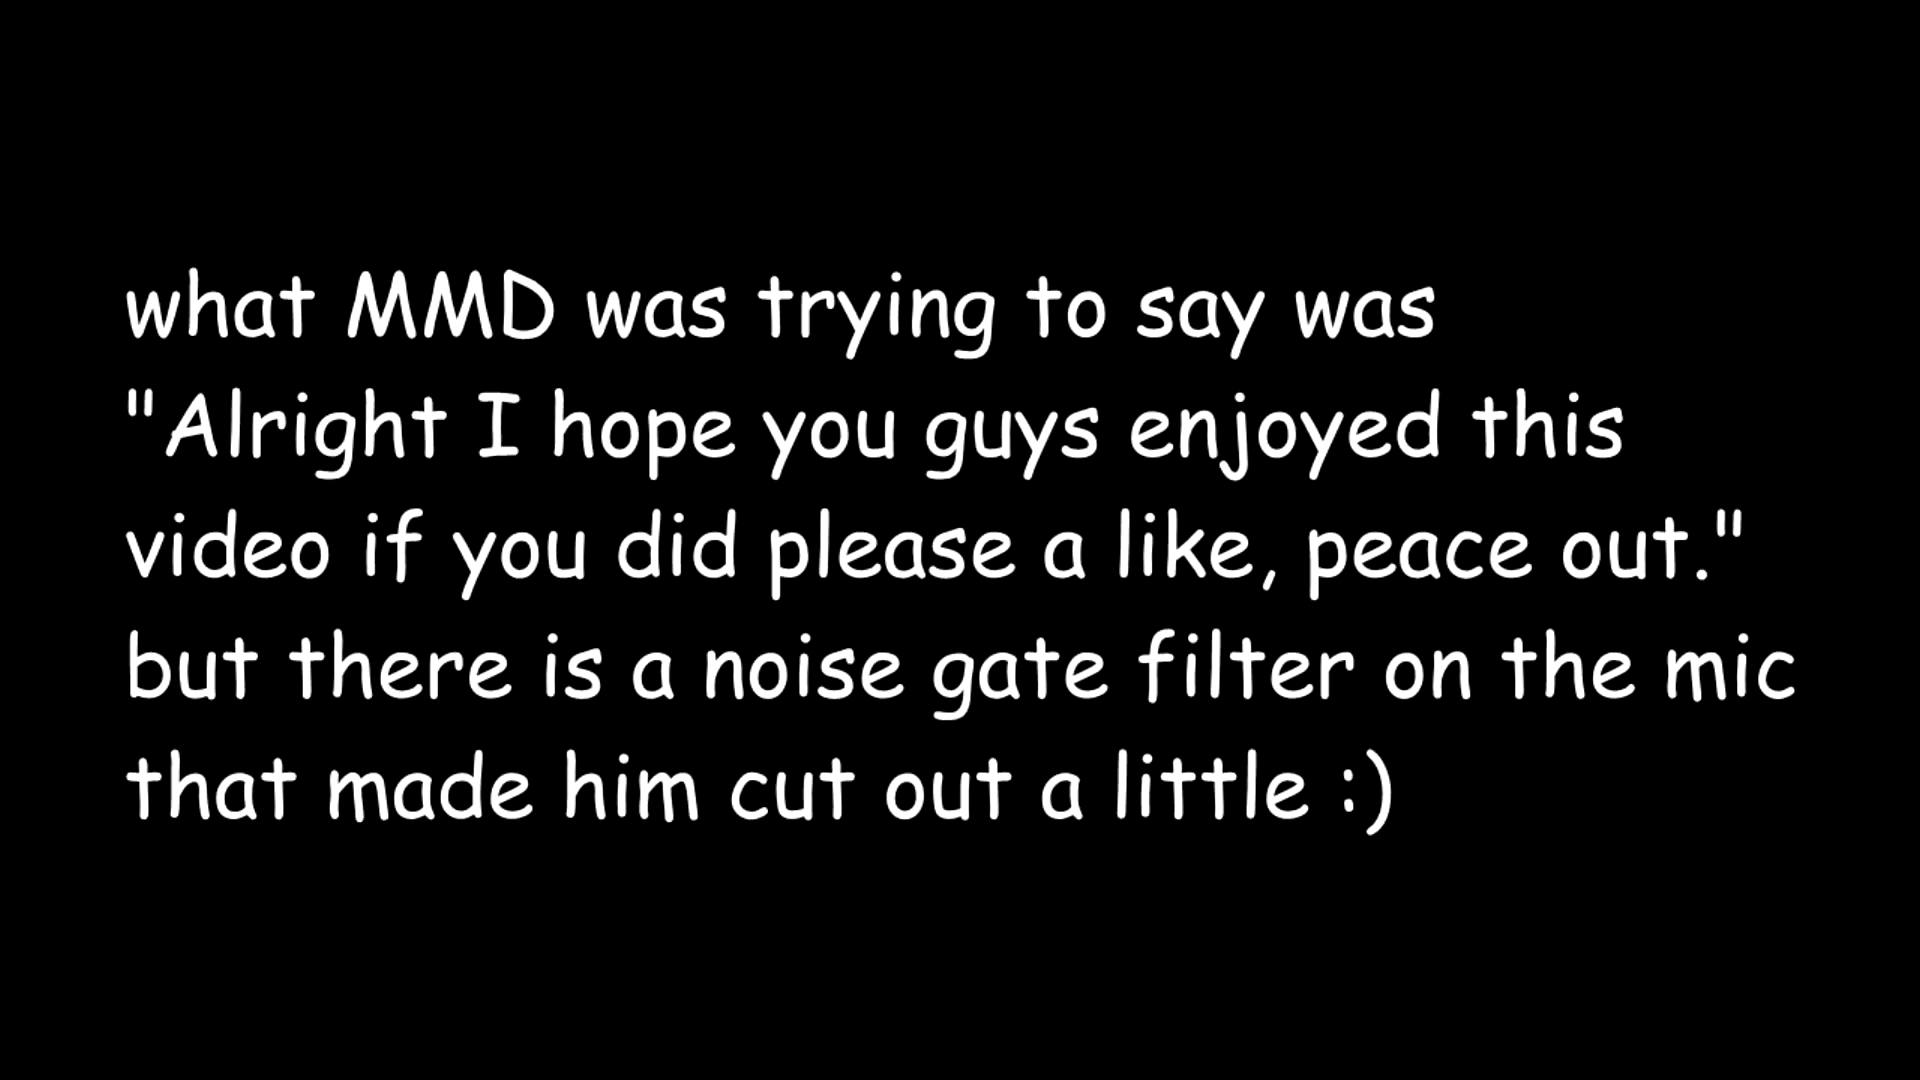 what MMD was trying to say was
"Alright I hope you guys enjoyed this
video if you did please a like, peace out."
but there is a noise gate filter on the mic
that made him cut out a little :)